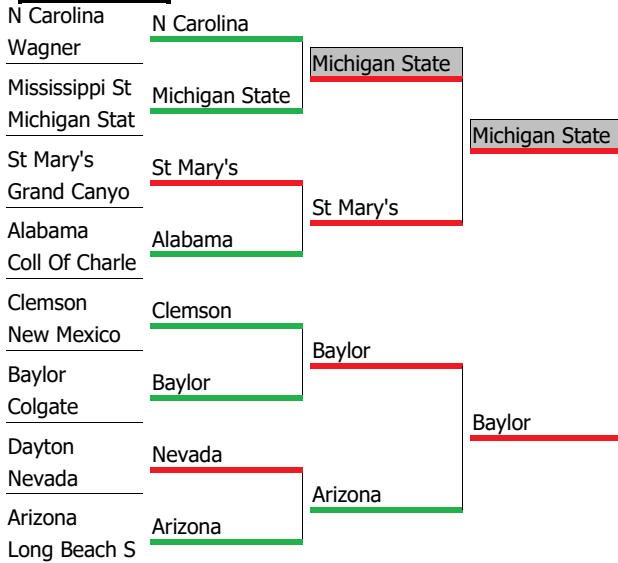 N Carolina
Wagner
Mississippi St
Michigan Stat
St Mary's
Grand Canyo
Alabama
Coll Of Charle
Clemson
New Mexico
Baylor
Colgate
Dayton
Nevada
Arizona
Long Beach S
N Carolina
Michigan State
St Mary's
Alabama
Clemson
Baylor
Nevada
Arizona
Michigan State
St Mary's
Baylor
Arizona
Michigan State
Baylor